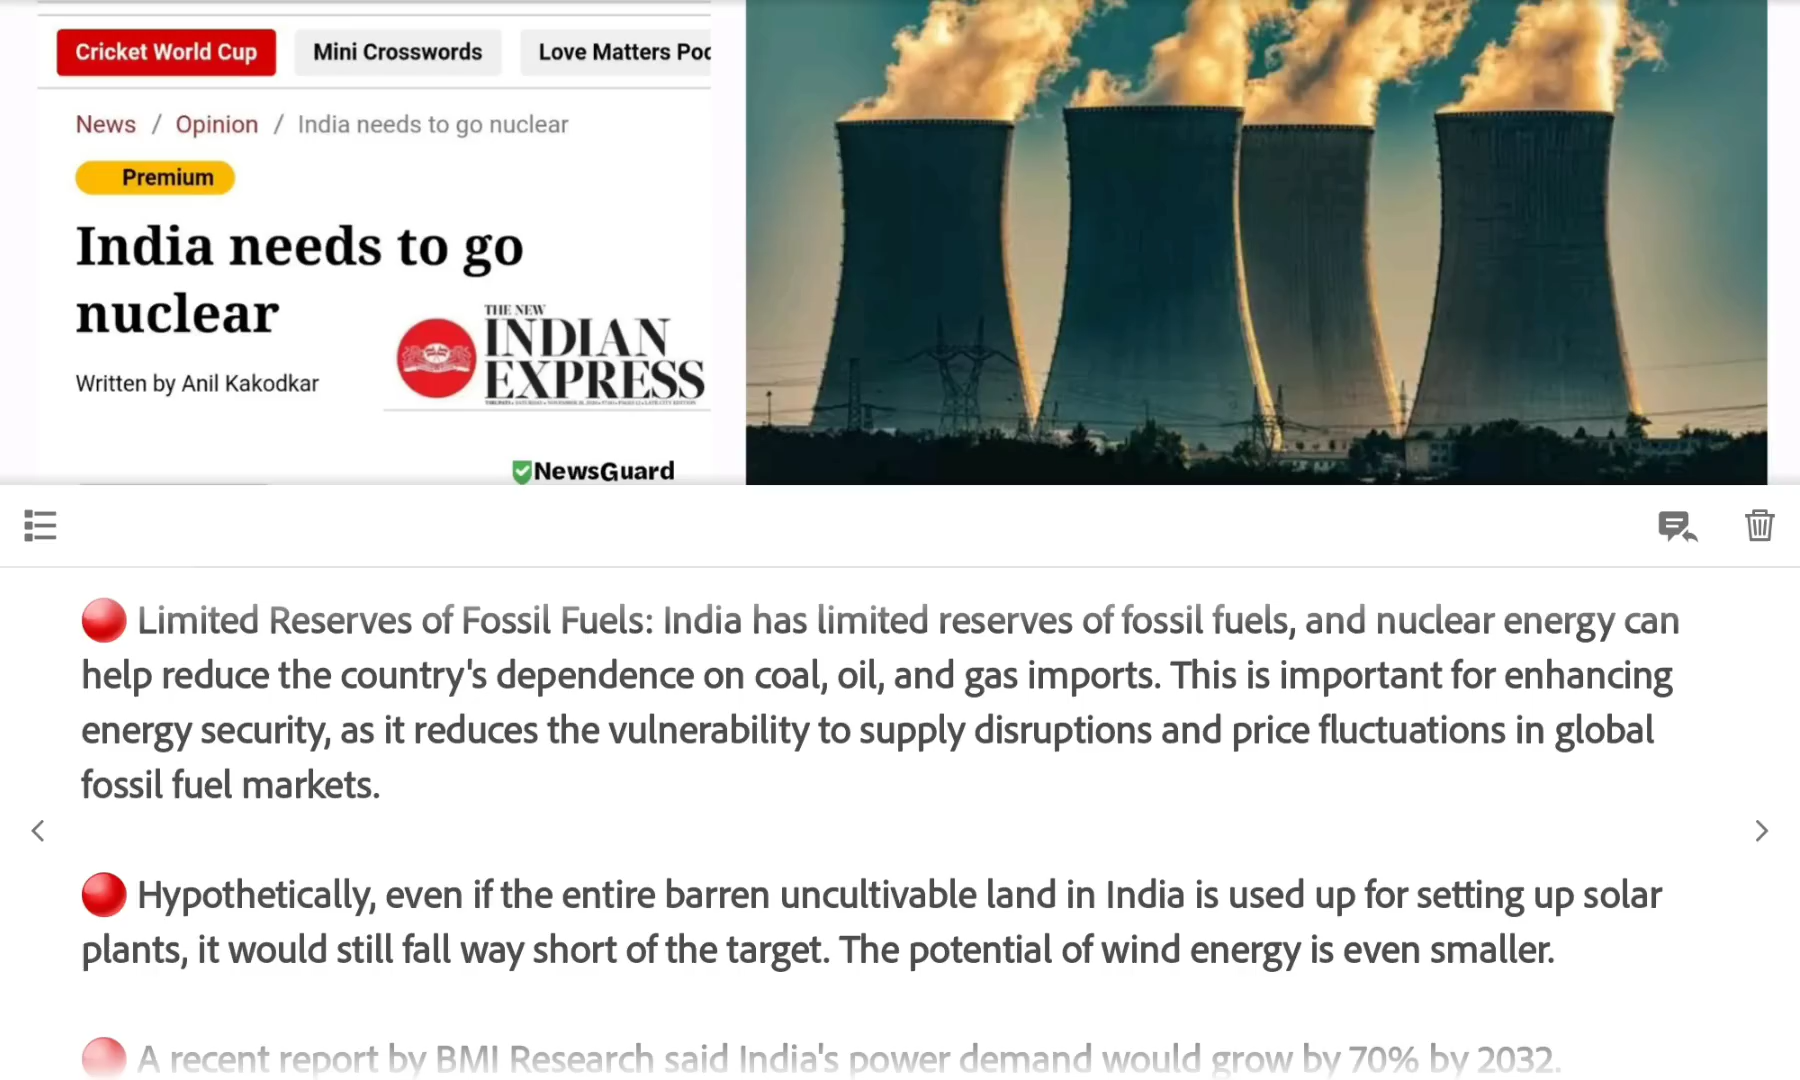 Cricket World Cup
Mini Crosswords
Love Matters Poc
News / Opinion / India needs to go nuclear
Premium
India needs to go
nuclear
THE NEW
INDIAN
EXPRESS
Written by Anil Kakodkar
NewsGuard
Limited Reserves of Fossil Fuels: India has limited reserves of fossil fuels, and nuclear energy can
help reduce the country's dependence on coal, oil, and gas imports. This is important for enhancing
energy security, as it reduces the vulnerability to supply disruptions and price fluctuations in global
fossil fuel markets.
Hypothetically, even if the entire barren uncultivable land in India is used up for setting up solar
plants, it would still fall way short of the target. The potential of wind energy is even smaller.
A recent report by BMI Research said India's power demand would grow by 70% by 2032.